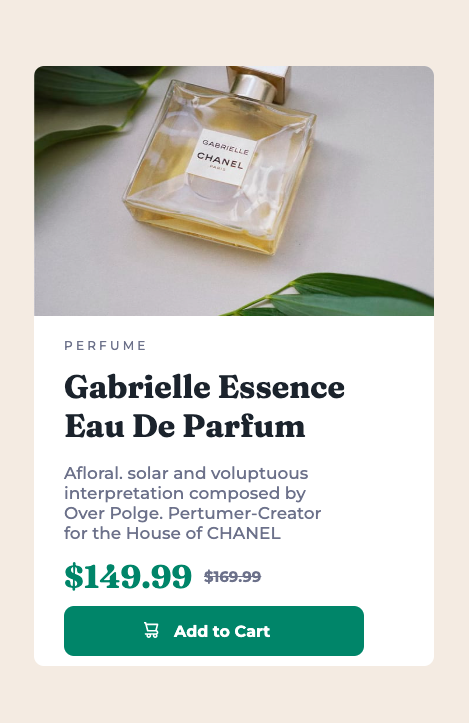 GABRIELLE
CHANEL
PARIS
PERFUME
Gabrielle Essence
Eau De Parfum
Afloral. solar and voluptuous
interpretation composed by
Over Polge. Pertumer-Creator
for the House of CHANEL
$149.99 $169.99
Add to Cart